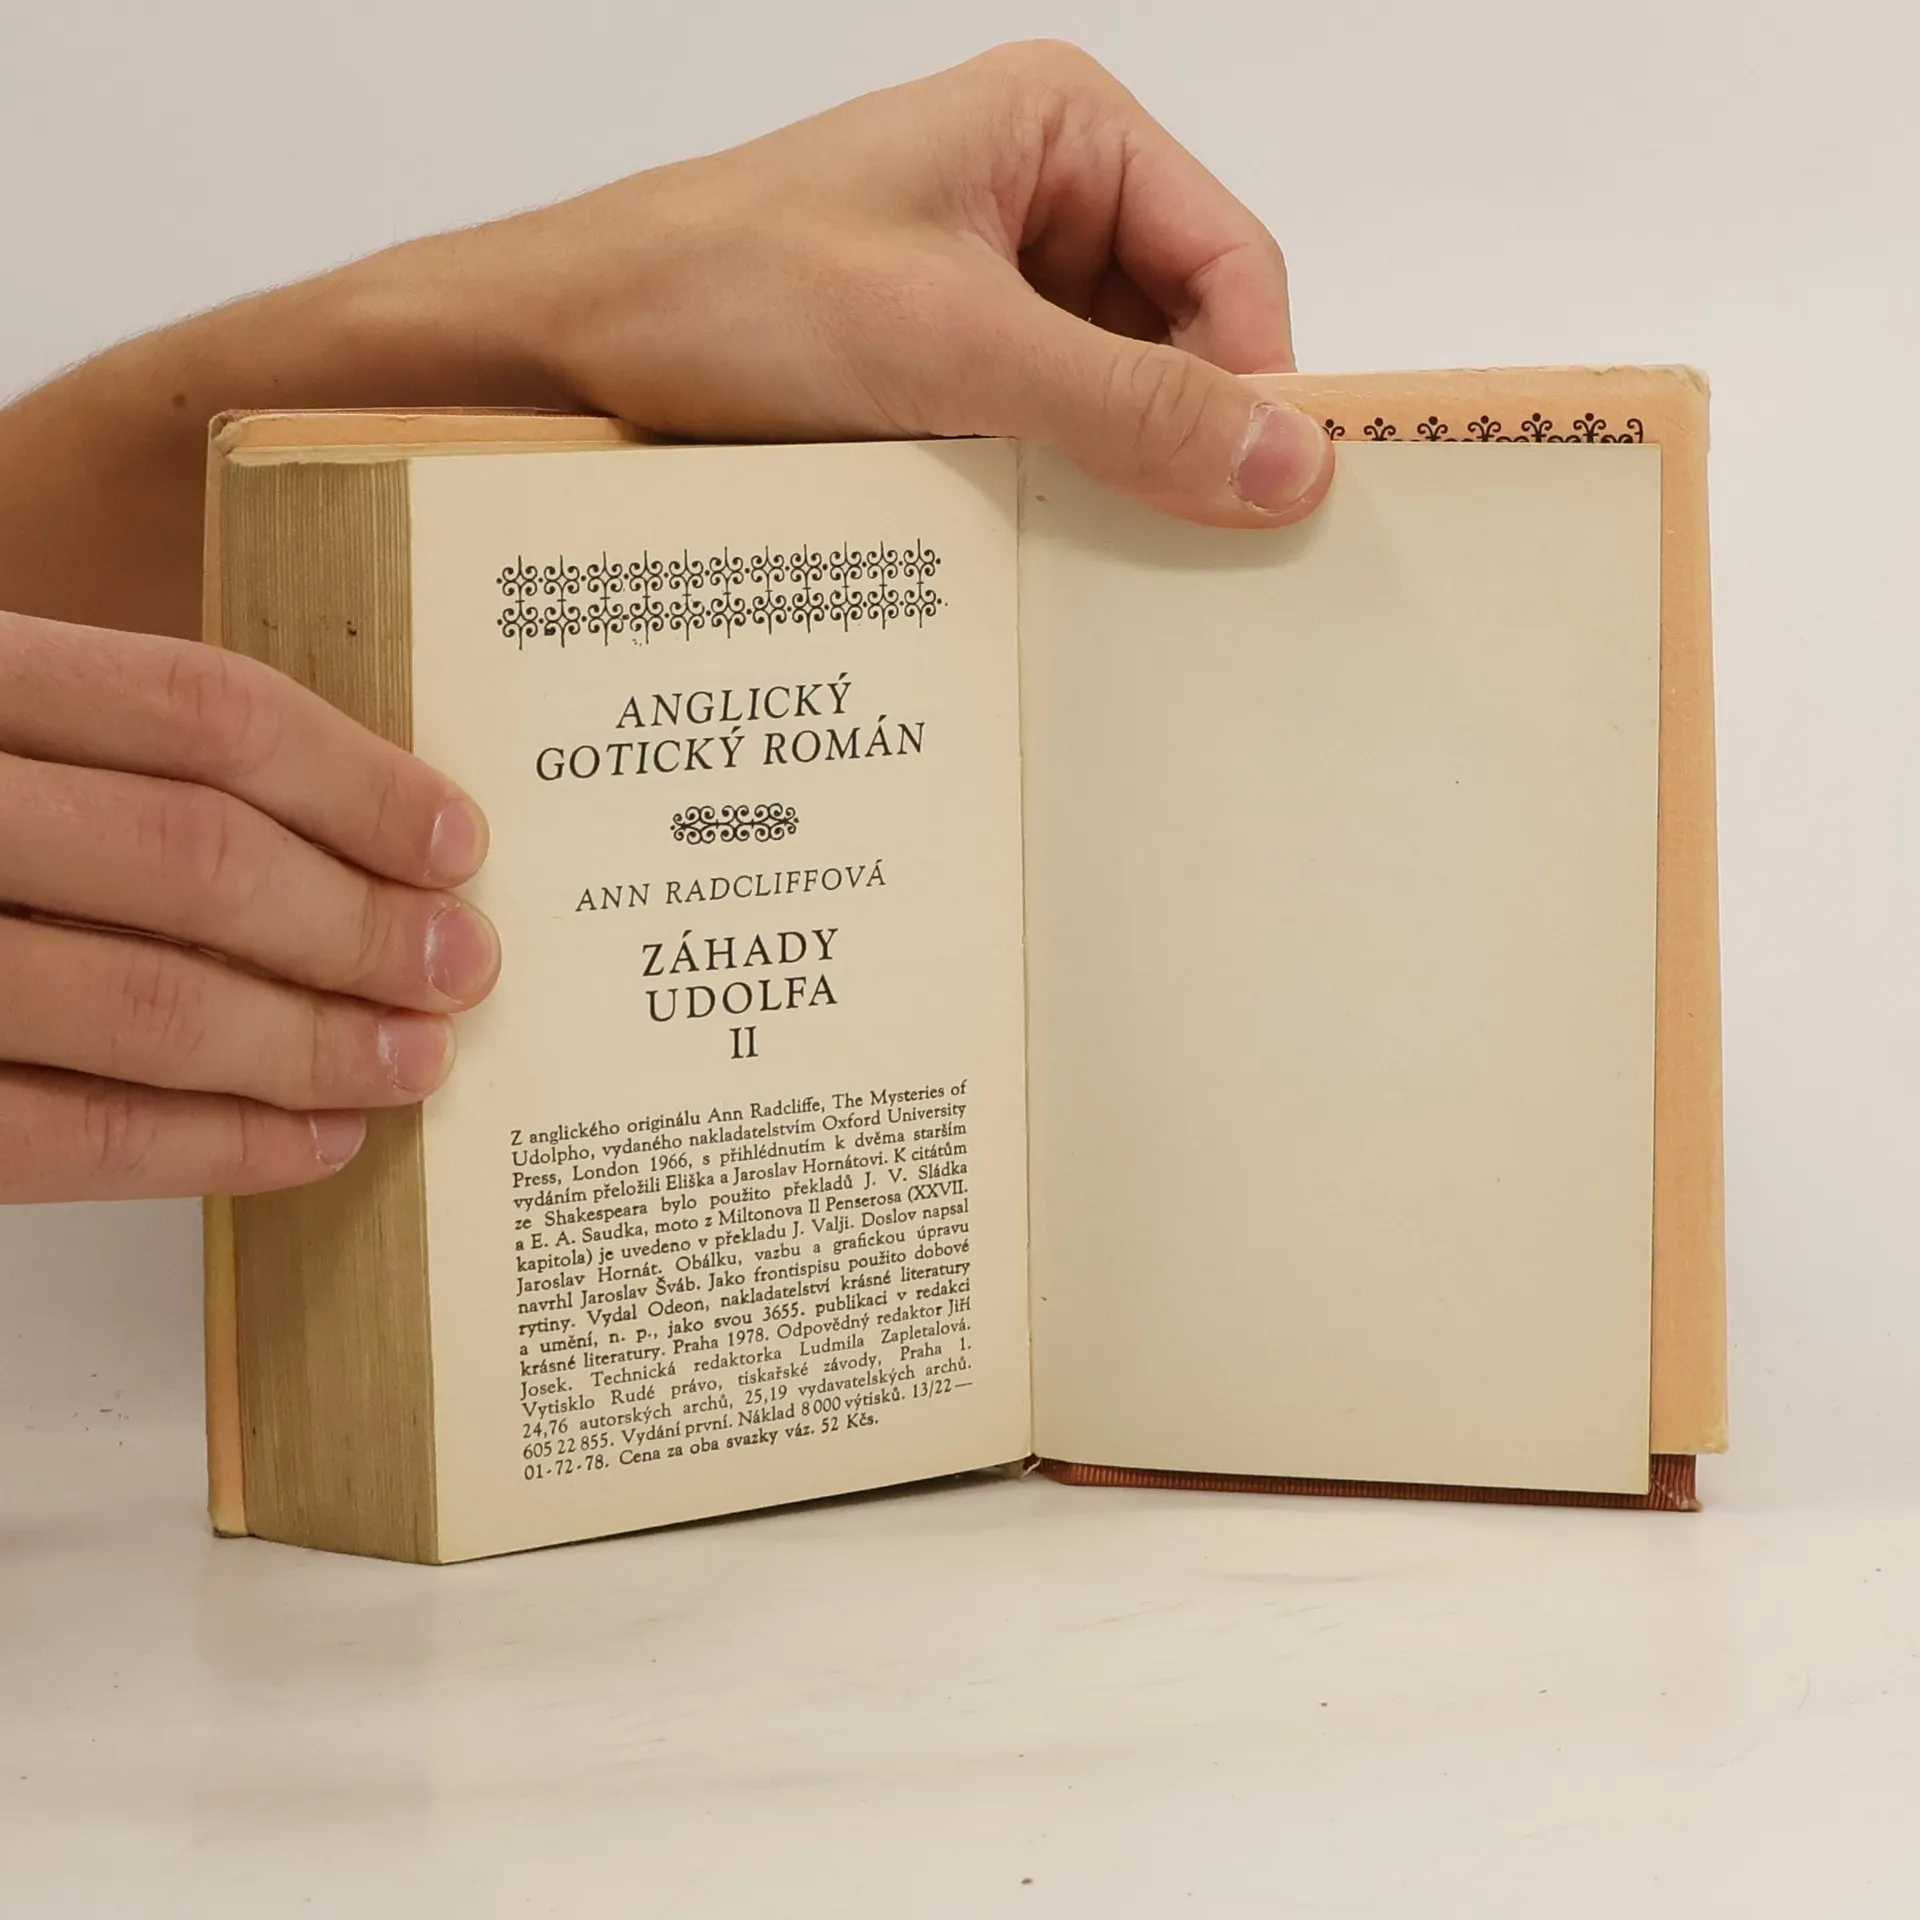 ANGLICKÝ
GOTICKÝ ROMÁN
ANN RADCLIFFOVÁ
ZÁHADY
UDOLFA
II
Z anglického originálu Ann Radcliffe, The Mysteries of
Udolpho, vydaného nakladatelstvím Oxford University
Press, London 1966, s přihlédnutím k dvěma starším
vydáním přeložili Eliška a Jaroslav Hornátovi. K citátům
ze Shakespeara bylo použito překladů J. V. Sládka
a E. A. Saudka, moto z Miltonova Il Penserosa (XXVII.
kapitola) je uvedeno v překladu J. Valji. Doslov napsal
Jaroslav Hornát. Obálku, vazbu a grafickou úpravu
navrhl Jaroslav Šváb. Jako frontispisu použito dobové
rytiny. Vydal Odeon, nakladatelství krásné literatury
a umění, n. p., jako svou 3655. publikaci v redakci
krásné literatury. Praha 1978. Odpovědný redaktor Jiří
Josek. Technická redaktorka Ludmila Zapletalová.
Vytisklo Rudé právo, tiskařské závody, Praha 1.
24,76 autorských archů, 25,19 vydavatelských archů.
605 22 855. Vydání první. Náklad 8 000 výtisků. 13/22 —
01-72-78. Cena za oba svazky váz. 52 Kčs.